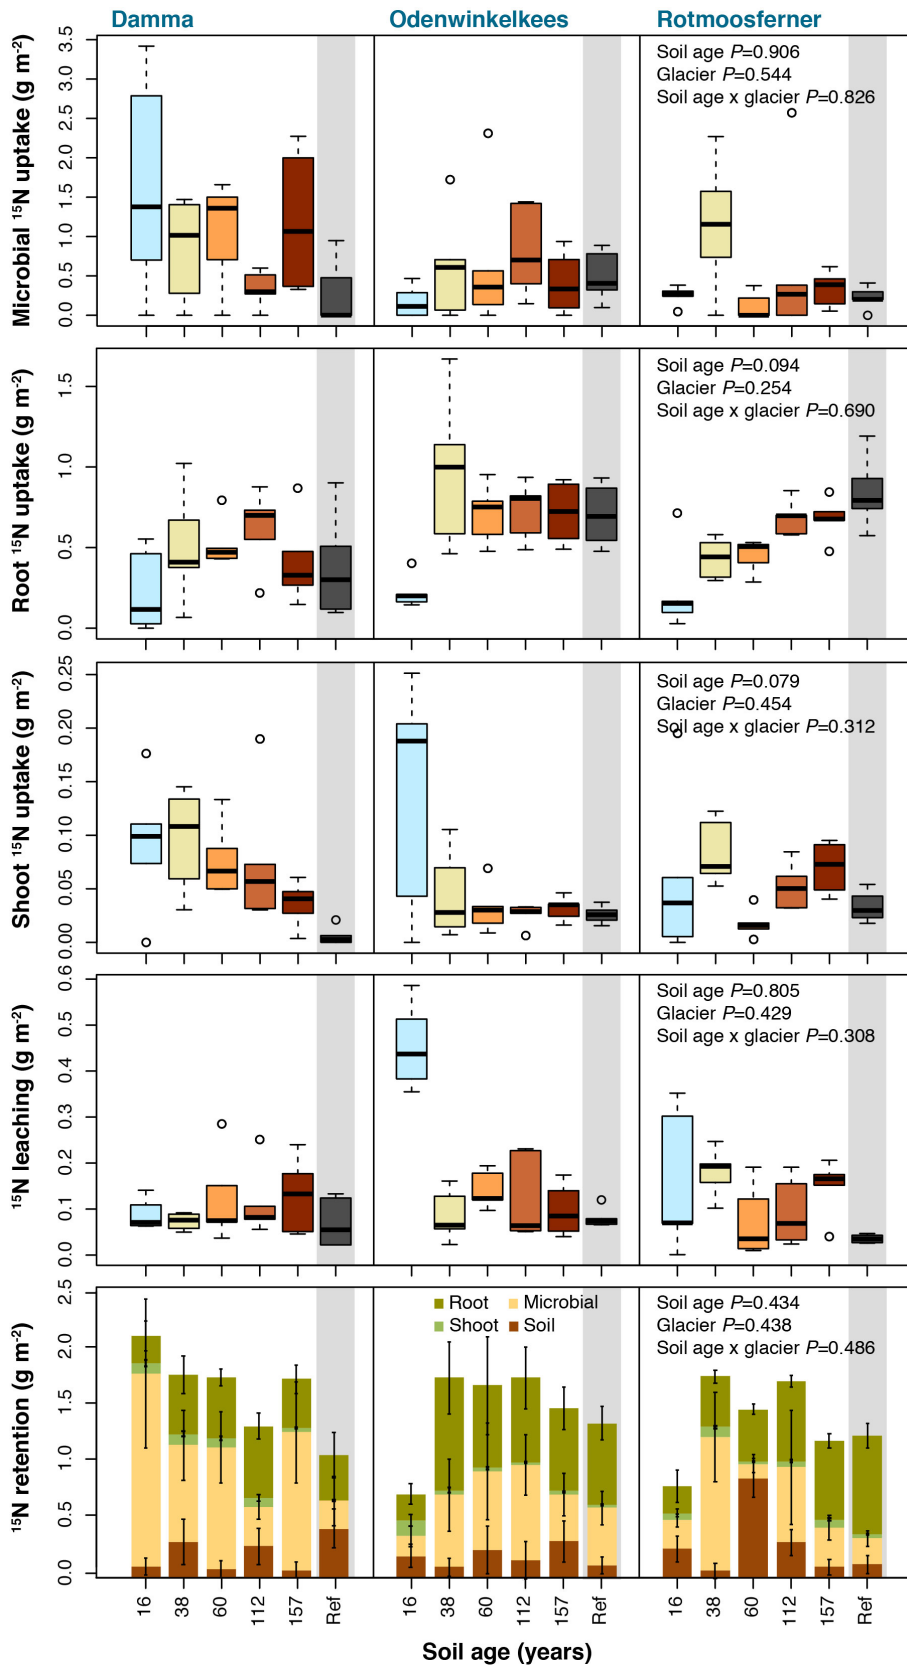 Damma Odenwinkelkees Rotmoosferner
Microbial ¹⁵N uptake (g m⁻²)
3.5
3.0
2.5
2.0
1.5
1.0
0.5
0.0
Soil age P=0.906
Glacier P=0.544
Soil age x glacier P=0.826
Root ¹⁵N uptake (g m⁻²)
1.5
1.0
0.5
0.0
Soil age P=0.094
Glacier P=0.254
Soil age x glacier P=0.690
Shoot ¹⁵N uptake (g m⁻²)
0.25
0.20
0.15
0.10
0.05
0.00
Soil age P=0.079
Glacier P=0.454
Soil age x glacier P=0.312
¹⁵N leaching (g m⁻²)
0.6
0.5
0.4
0.3
0.2
0.1
0.0
Soil age P=0.805
Glacier P=0.429
Soil age x glacier P=0.308
¹⁵N retention (g m⁻²)
2.5
2.0
1.5
1.0
0.5
0.0
Root Microbial
Shoot Soil
Soil age P=0.434
Glacier P=0.438
Soil age x glacier P=0.486
16 38 60 112 157 Ref 16 38 60 112 157 Ref 16 38 60 112 157 Ref
Soil age (years)